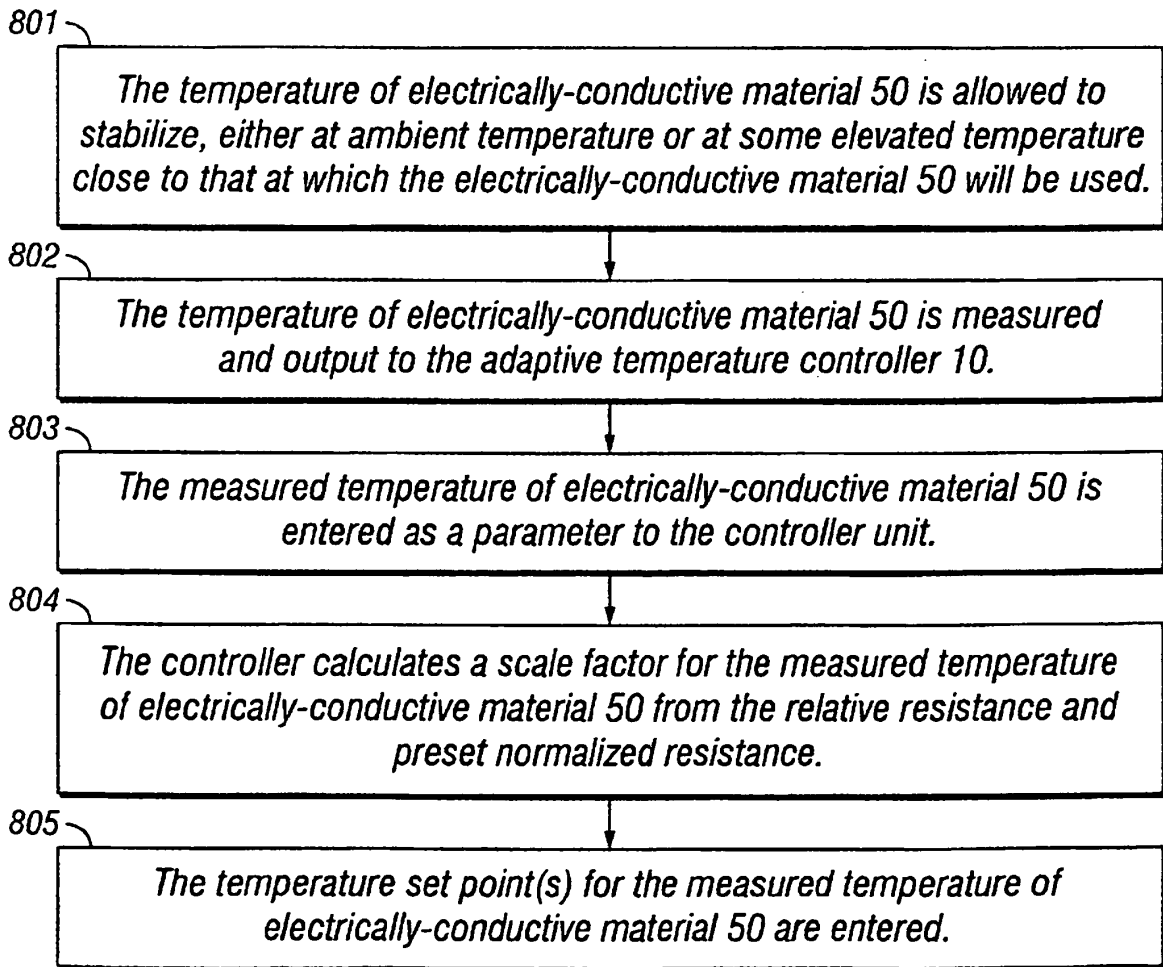 801
The temperature of electrically-conductive material 50 is allowed to
stabilize, either at ambient temperature or at some elevated temperature
close to that at which the electrically-conductive material 50 will be used.
802
The temperature of electrically-conductive material 50 is measured
and output to the adaptive temperature controller 10.
803
The measured temperature of electrically-conductive material 50 is
entered as a parameter to the controller unit.
804
The controller calculates a scale factor for the measured temperature
of electrically-conductive material 50 from the relative resistance and
preset normalized resistance.
805
The temperature set point(s) for the measured temperature of
electrically-conductive material 50 are entered.